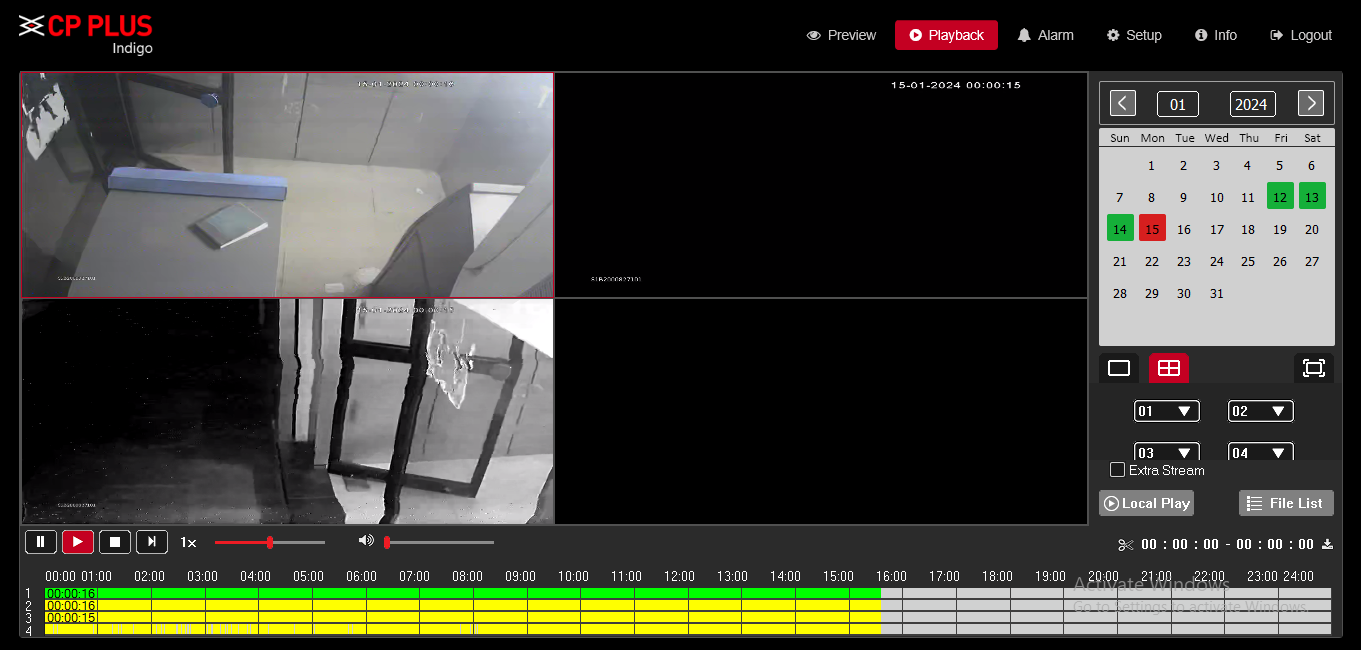 CP PLUS
Indigo
Preview Playback Alarm Setup Info Logout
15-01-2024 00:00:15
15-01-2024 00:00:15
01 2024
Sun Mon Tue Wed Thu Fri Sat
1 2 3 4 5 6
7 8 9 10 11 12 13
14 15 16 17 18 19 20
21 22 23 24 25 26 27
28 29 30 31
01 02
03 04
Extra Stream
Local Play File List
1x
00 : 00 : 00 - 00 : 00 : 00
00:00 01:00 02:00 03:00 04:00 05:00 06:00 07:00 08:00 09:00 10:00 11:00 12:00 13:00 14:00 15:00 16:00 17:00 18:00 19:00 20:00 21:00 22:00 23:00 24:00
Activate Windows
Go to Settings to activate Windows.
1 00:00:16
2 00:00:16
3 00:00:15
4